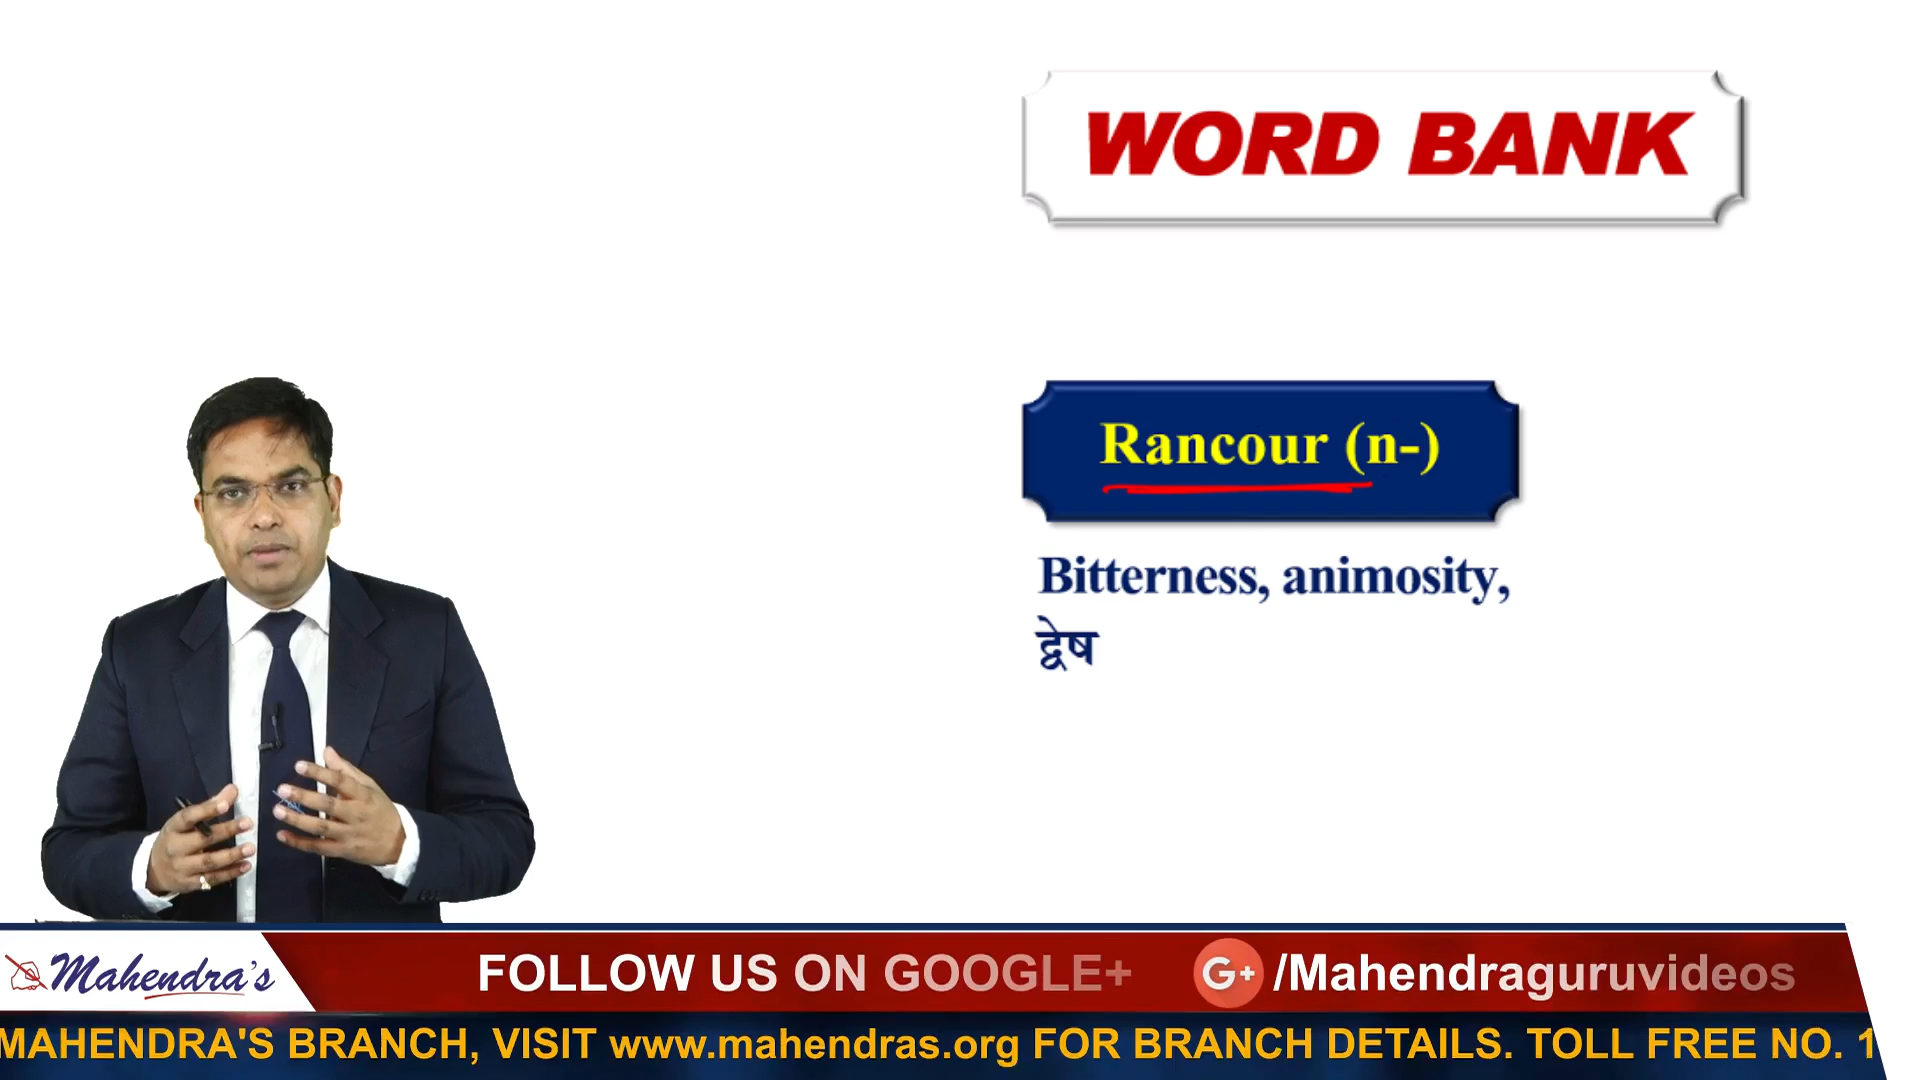 WORD BANK
Rancour (n-)
Bitterness, animosity,
द्वेष
Mahendra's
FOLLOW US ON GOOGLE+
G+ /Mahendraguruvideos
MAHENDRA'S BRANCH, VISIT www.mahendras.org FOR BRANCH DETAILS. TOLL FREE NO. 1